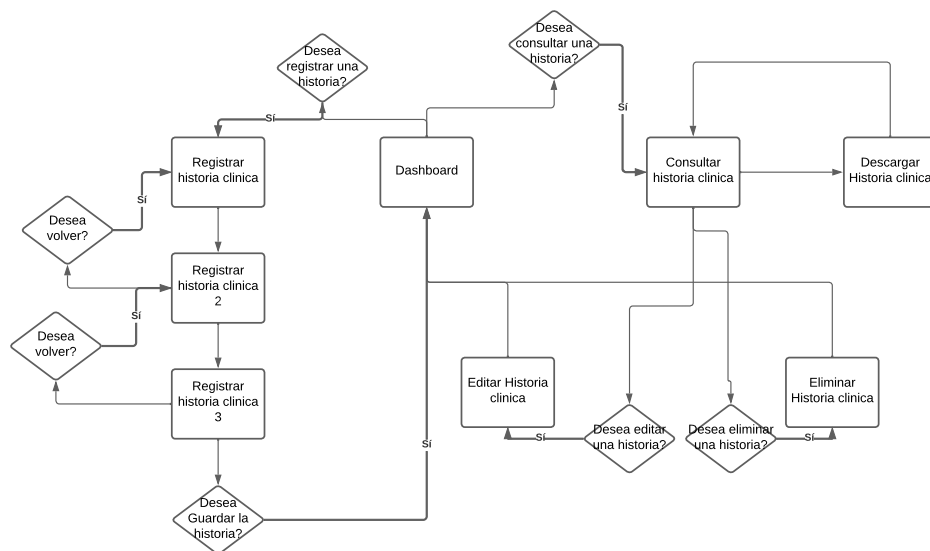 Desea
registrar una
historia?
Desea
consultar una
historia?
Sí
Sí
Registrar
historia clinica
Dashboard
Consultar
historia clinica
Descargar
Historia clinica
Sí
Desea
volver?
Registrar
historia clinica
2
Sí
Desea
volver?
Registrar
historia clinica
3
Editar Historia
clinica
Eliminar
Historia clinica
Sí
Desea editar
una historia?
Sí
Desea eliminar
una historia?
Sí
Desea
Guardar la
historia?